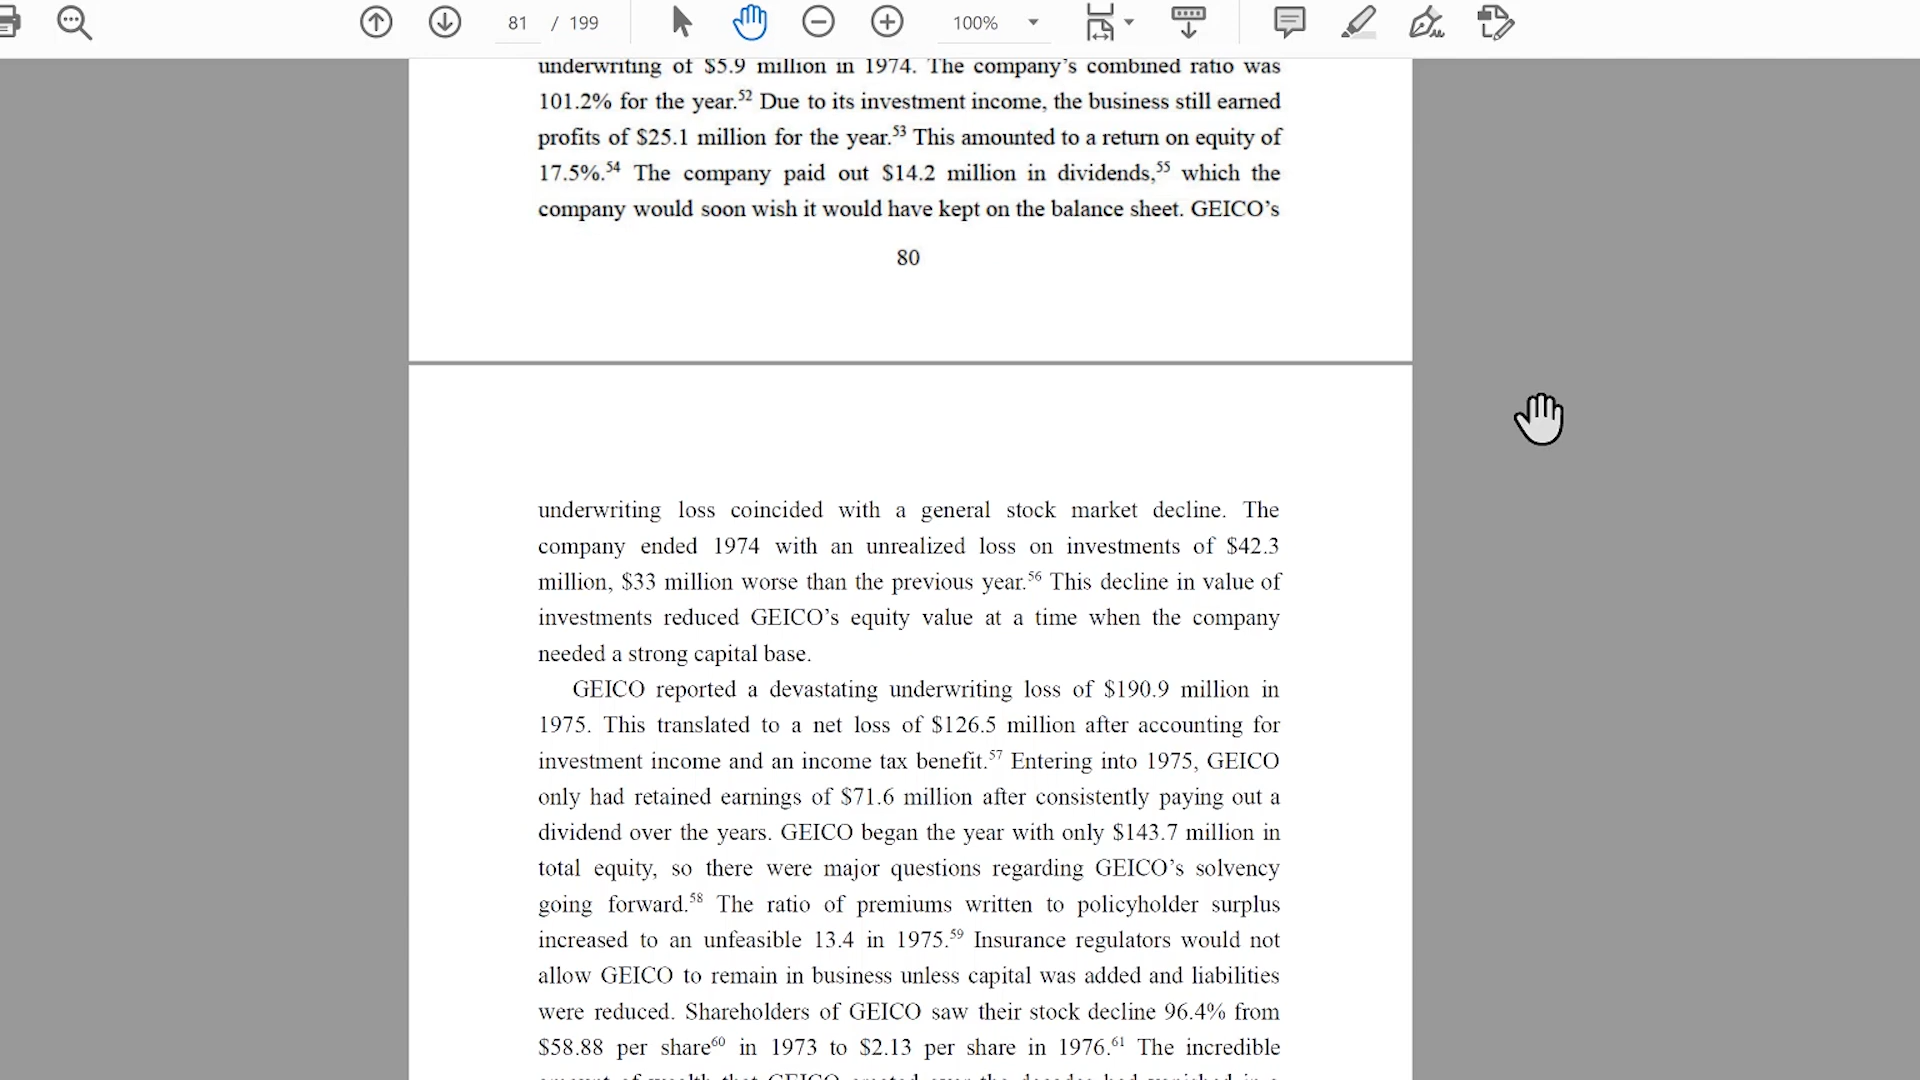 81 / 199
100%
underwriting of $5.9 million in 1974. The company’s combined ratio was
101.2% for the year.52 Due to its investment income, the business still earned
profits of $25.1 million for the year.53 This amounted to a return on equity of
17.5%.54 The company paid out $14.2 million in dividends,55 which the
company would soon wish it would have kept on the balance sheet. GEICO’s
80
underwriting loss coincided with a general stock market decline. The
company ended 1974 with an unrealized loss on investments of $42.3
million, $33 million worse than the previous year.56 This decline in value of
investments reduced GEICO’s equity value at a time when the company
needed a strong capital base.
GEICO reported a devastating underwriting loss of $190.9 million in
1975. This translated to a net loss of $126.5 million after accounting for
investment income and an income tax benefit.57 Entering into 1975, GEICO
only had retained earnings of $71.6 million after consistently paying out a
dividend over the years. GEICO began the year with only $143.7 million in
total equity, so there were major questions regarding GEICO’s solvency
going forward.58 The ratio of premiums written to policyholder surplus
increased to an unfeasible 13.4 in 1975.59 Insurance regulators would not
allow GEICO to remain in business unless capital was added and liabilities
were reduced. Shareholders of GEICO saw their stock decline 96.4% from
$58.88 per share60 in 1973 to $2.13 per share in 1976.61 The incredible